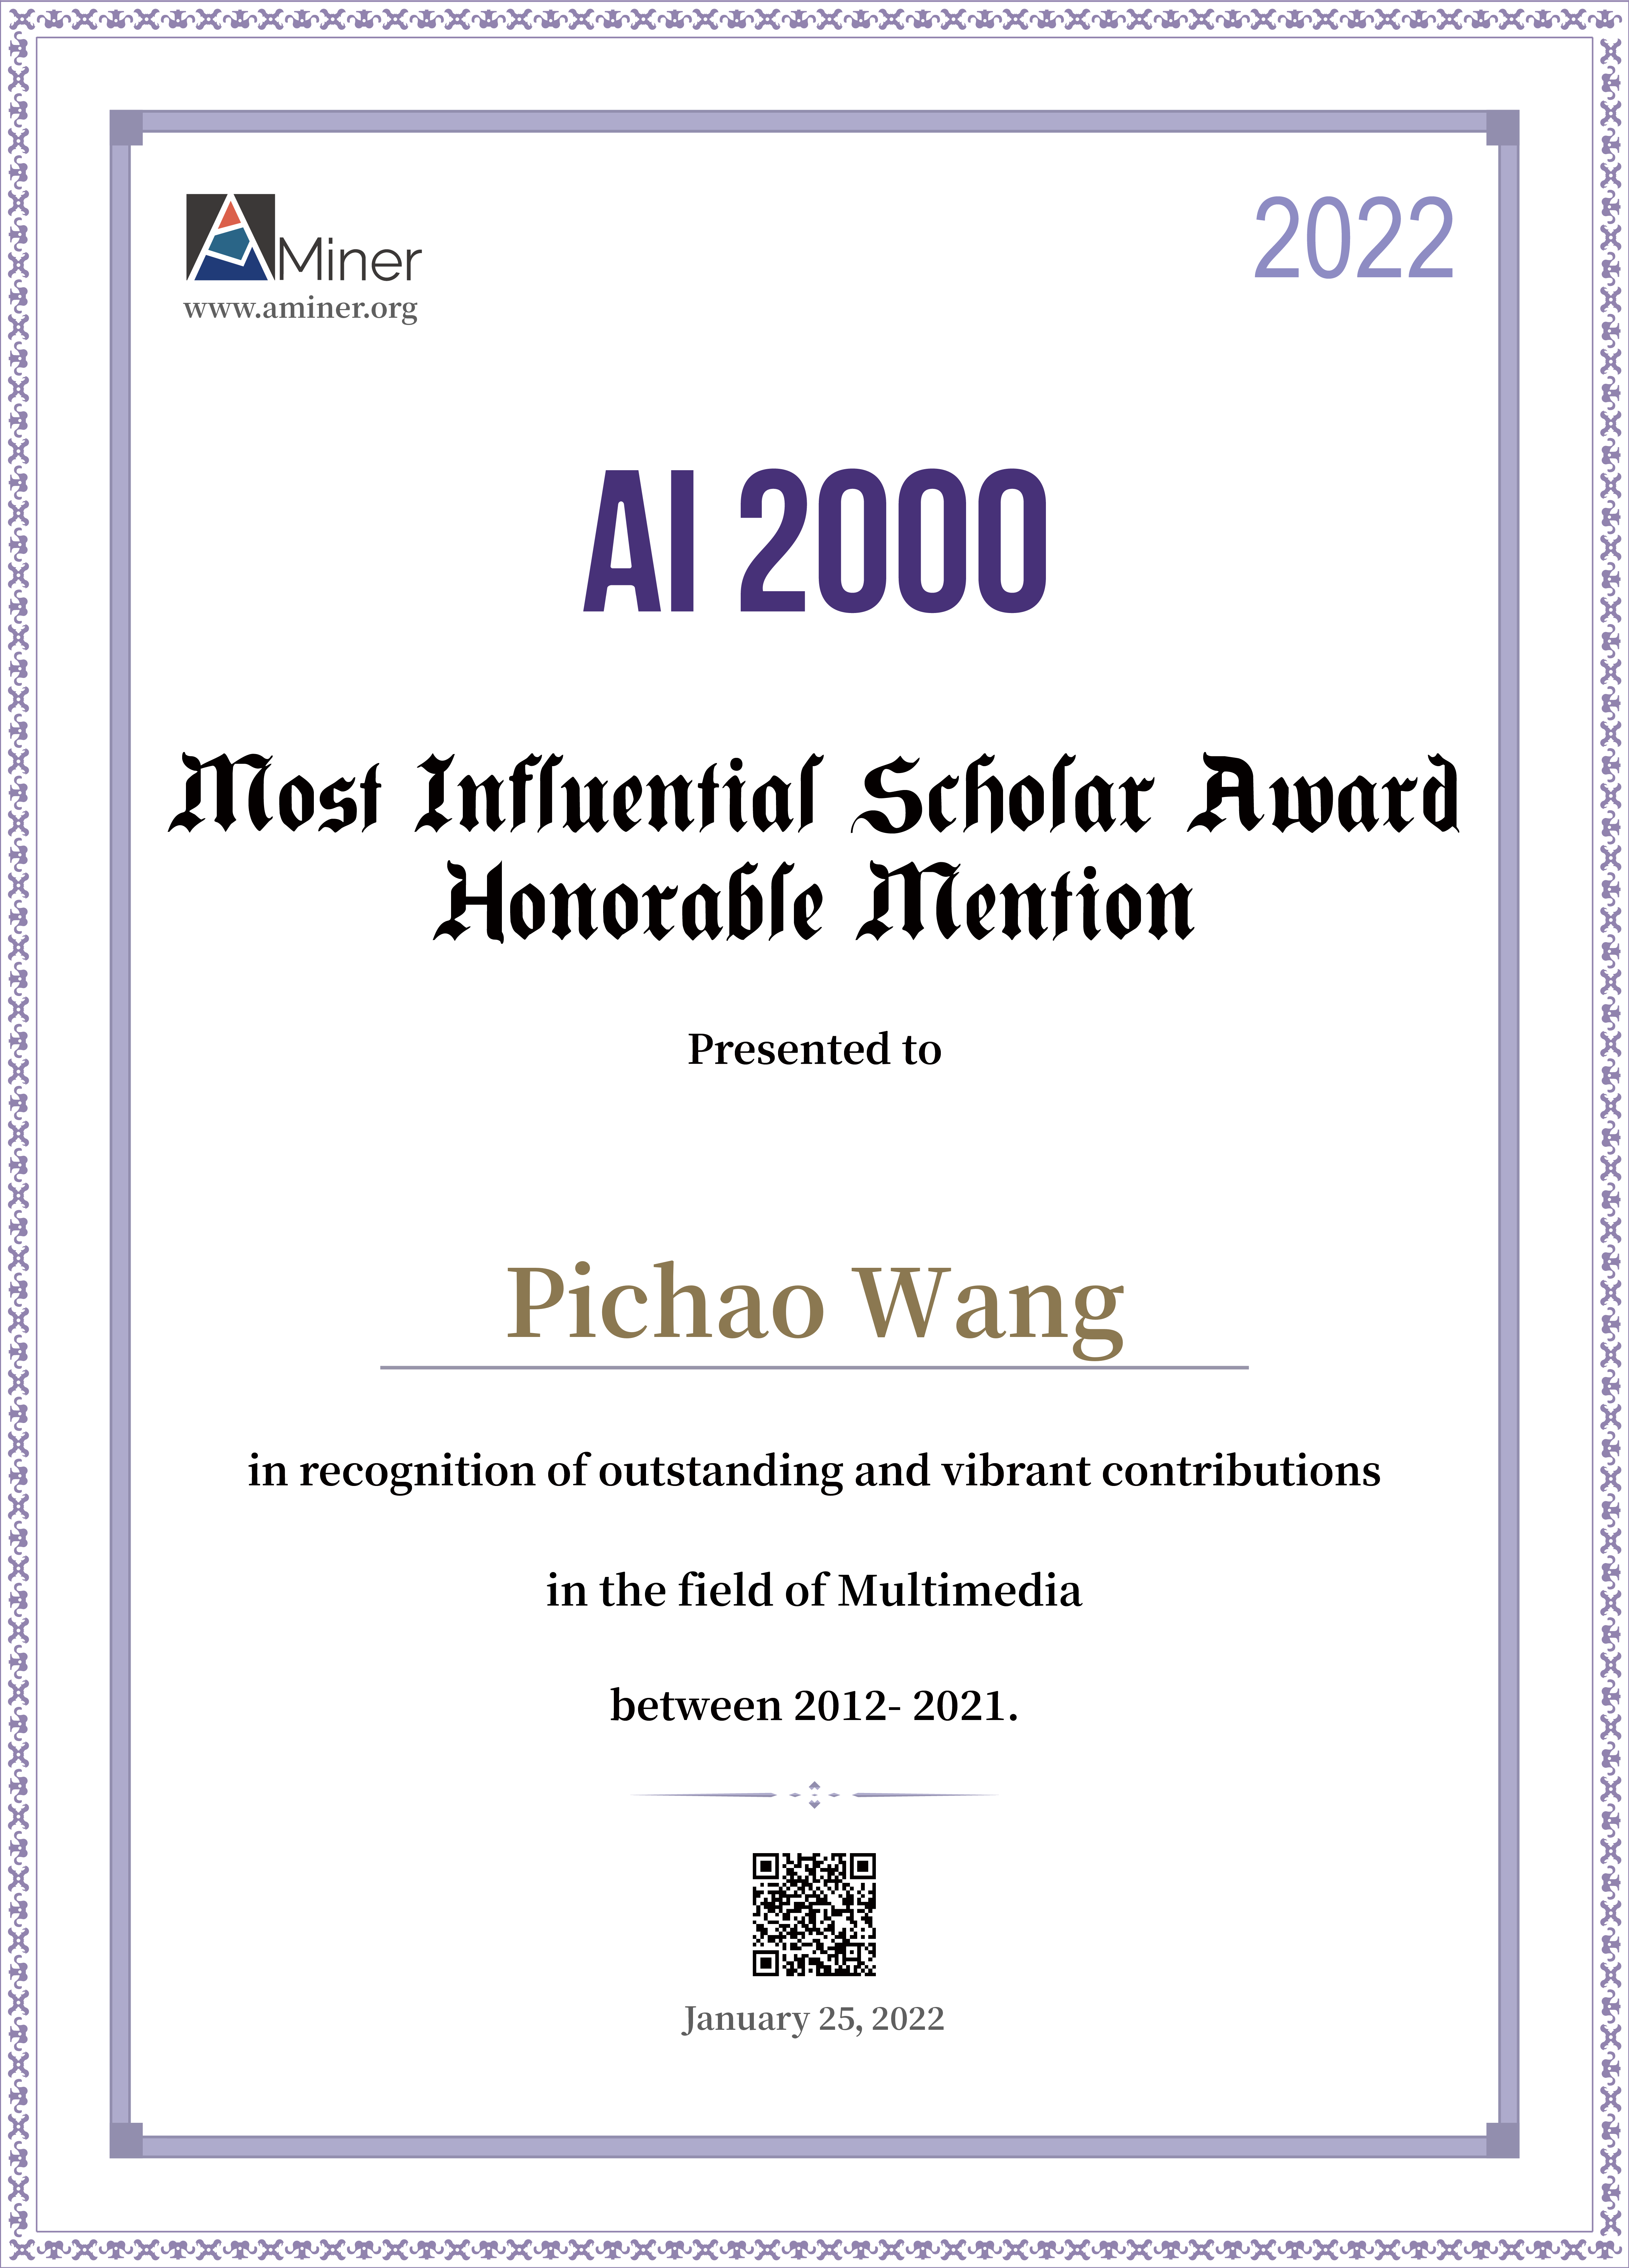 AMiner
www.aminer.org
2022
AI 2000
Most Influential Scholar Award
Honorable Mention
Presented to
Pichao Wang
in recognition of outstanding and vibrant contributions
in the field of Multimedia
between 2012- 2021.
January 25, 2022